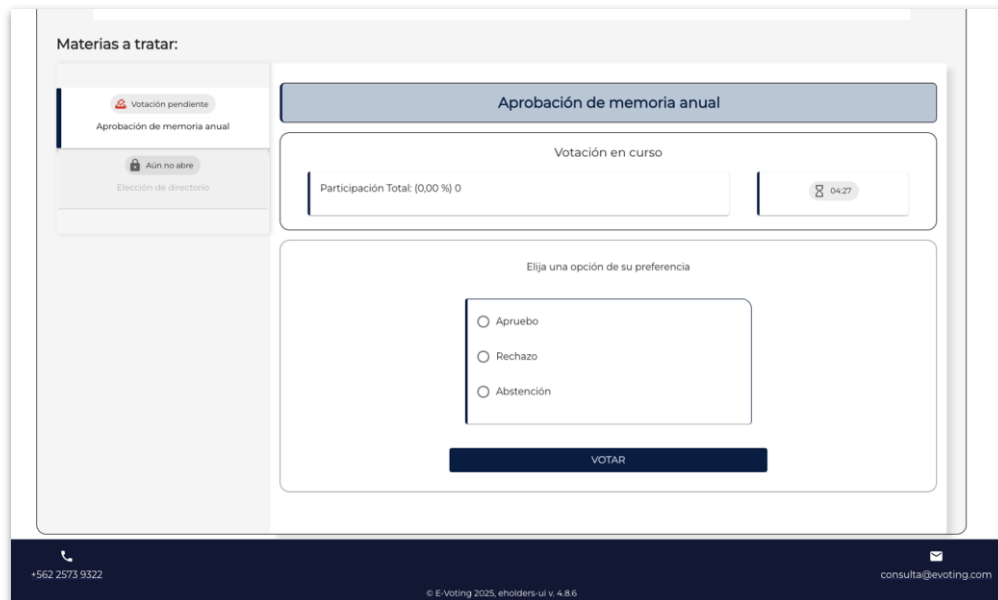 Materias a tratar:
Votación pendiente
Aprobación de memoria anual
Aún no abre
Elección de directorio
Aprobación de memoria anual
Votación en curso
Participación Total: (0,00 %) 0
04:27
Elija una opción de su preferencia
Apruebo
Rechazo
Abstención
VOTAR
+562 2573 9322
consulta@evoting.com
© E-Voting 2025, eholders-ui v. 4.8.6